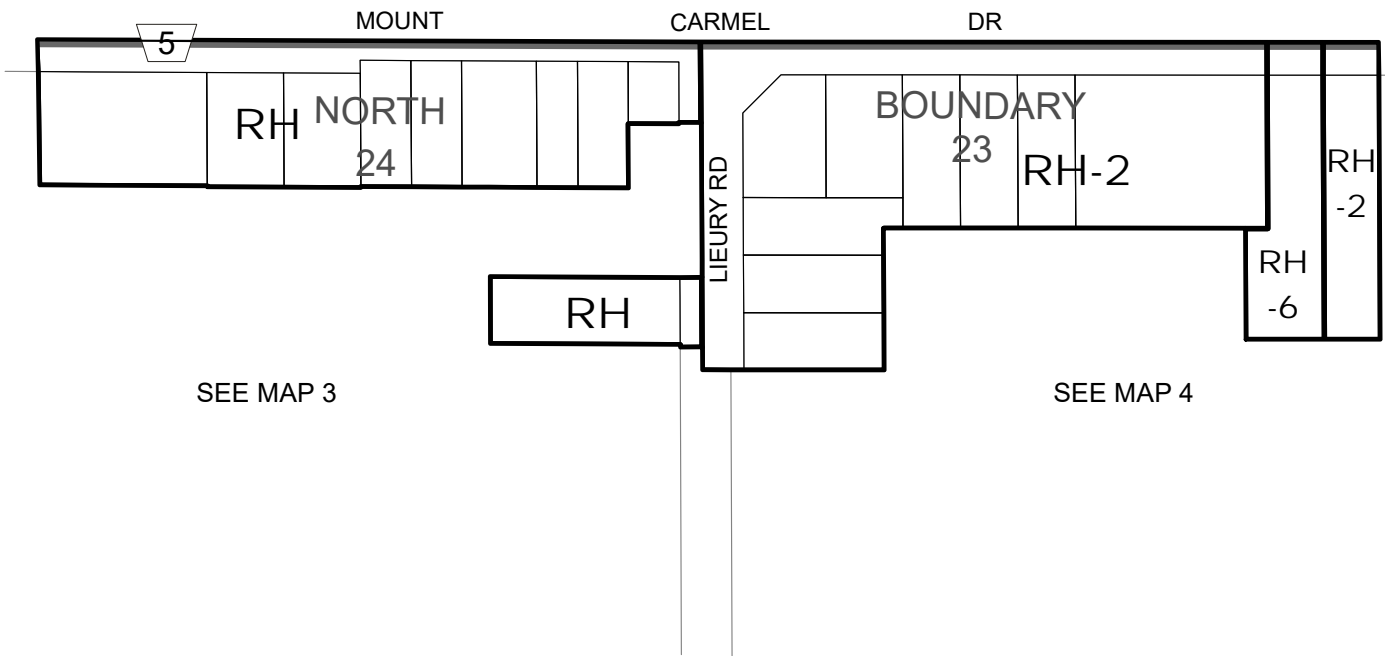 MOUNT CARMEL DR
5
RH
NORTH
24
BOUNDARY
23
RH-2
RH
-2
LIEURY RD
RH
-6
RH
SEE MAP 3
SEE MAP 4